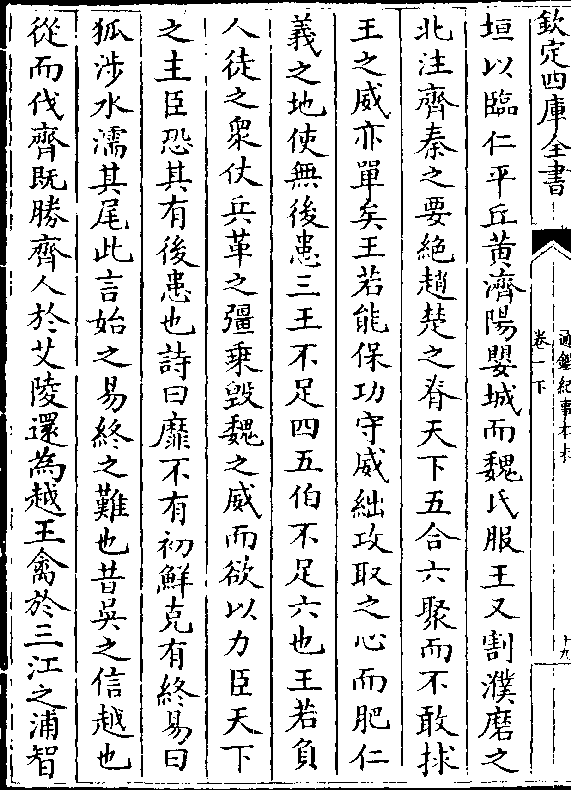 欽定四庫全書
通鑑紀事本末
卷一下
十九
垣以臨仁平丘黃濟陽嬰城而魏氏服王又割濮磨之
北注齊秦之要絶趙楚之脊天下五合六聚而不敢捄
王之威亦單矣王若能保功守威絀攻取之心而肥仁
義之地使無後患三王不足四五伯不足六也王若負
人徒之衆仗兵革之彊乗毀魏之威而欲以力臣天下
之主臣恐其有後患也詩曰靡不有初鮮克有終易曰
狐涉水濡其尾此言始之易終之難也昔吳之信越也
從而伐齊既勝齊人於艾陵還為越王禽於三江之浦智